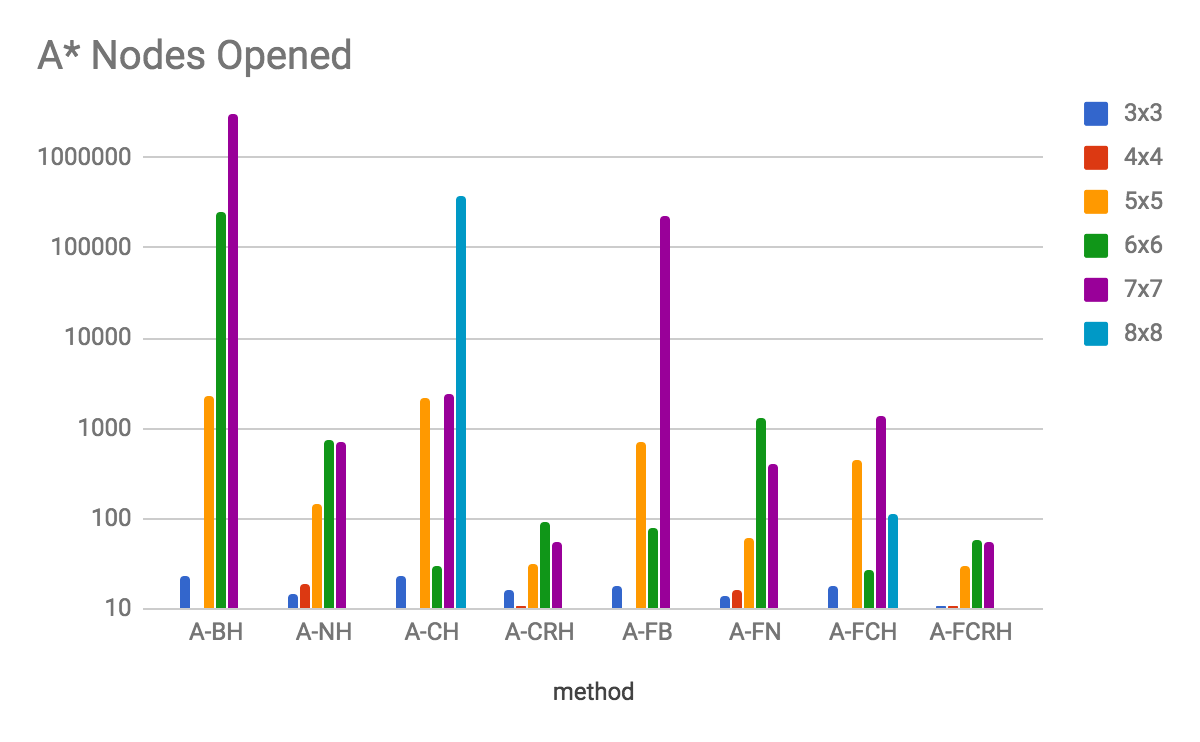 A* Nodes Opened
1000000
100000
10000
1000
100
10
A-BH A-NH A-CH A-CRH A-FB A-FN A-FCH A-FCRH
method
3x3
4x4
5x5
6x6
7x7
8x8